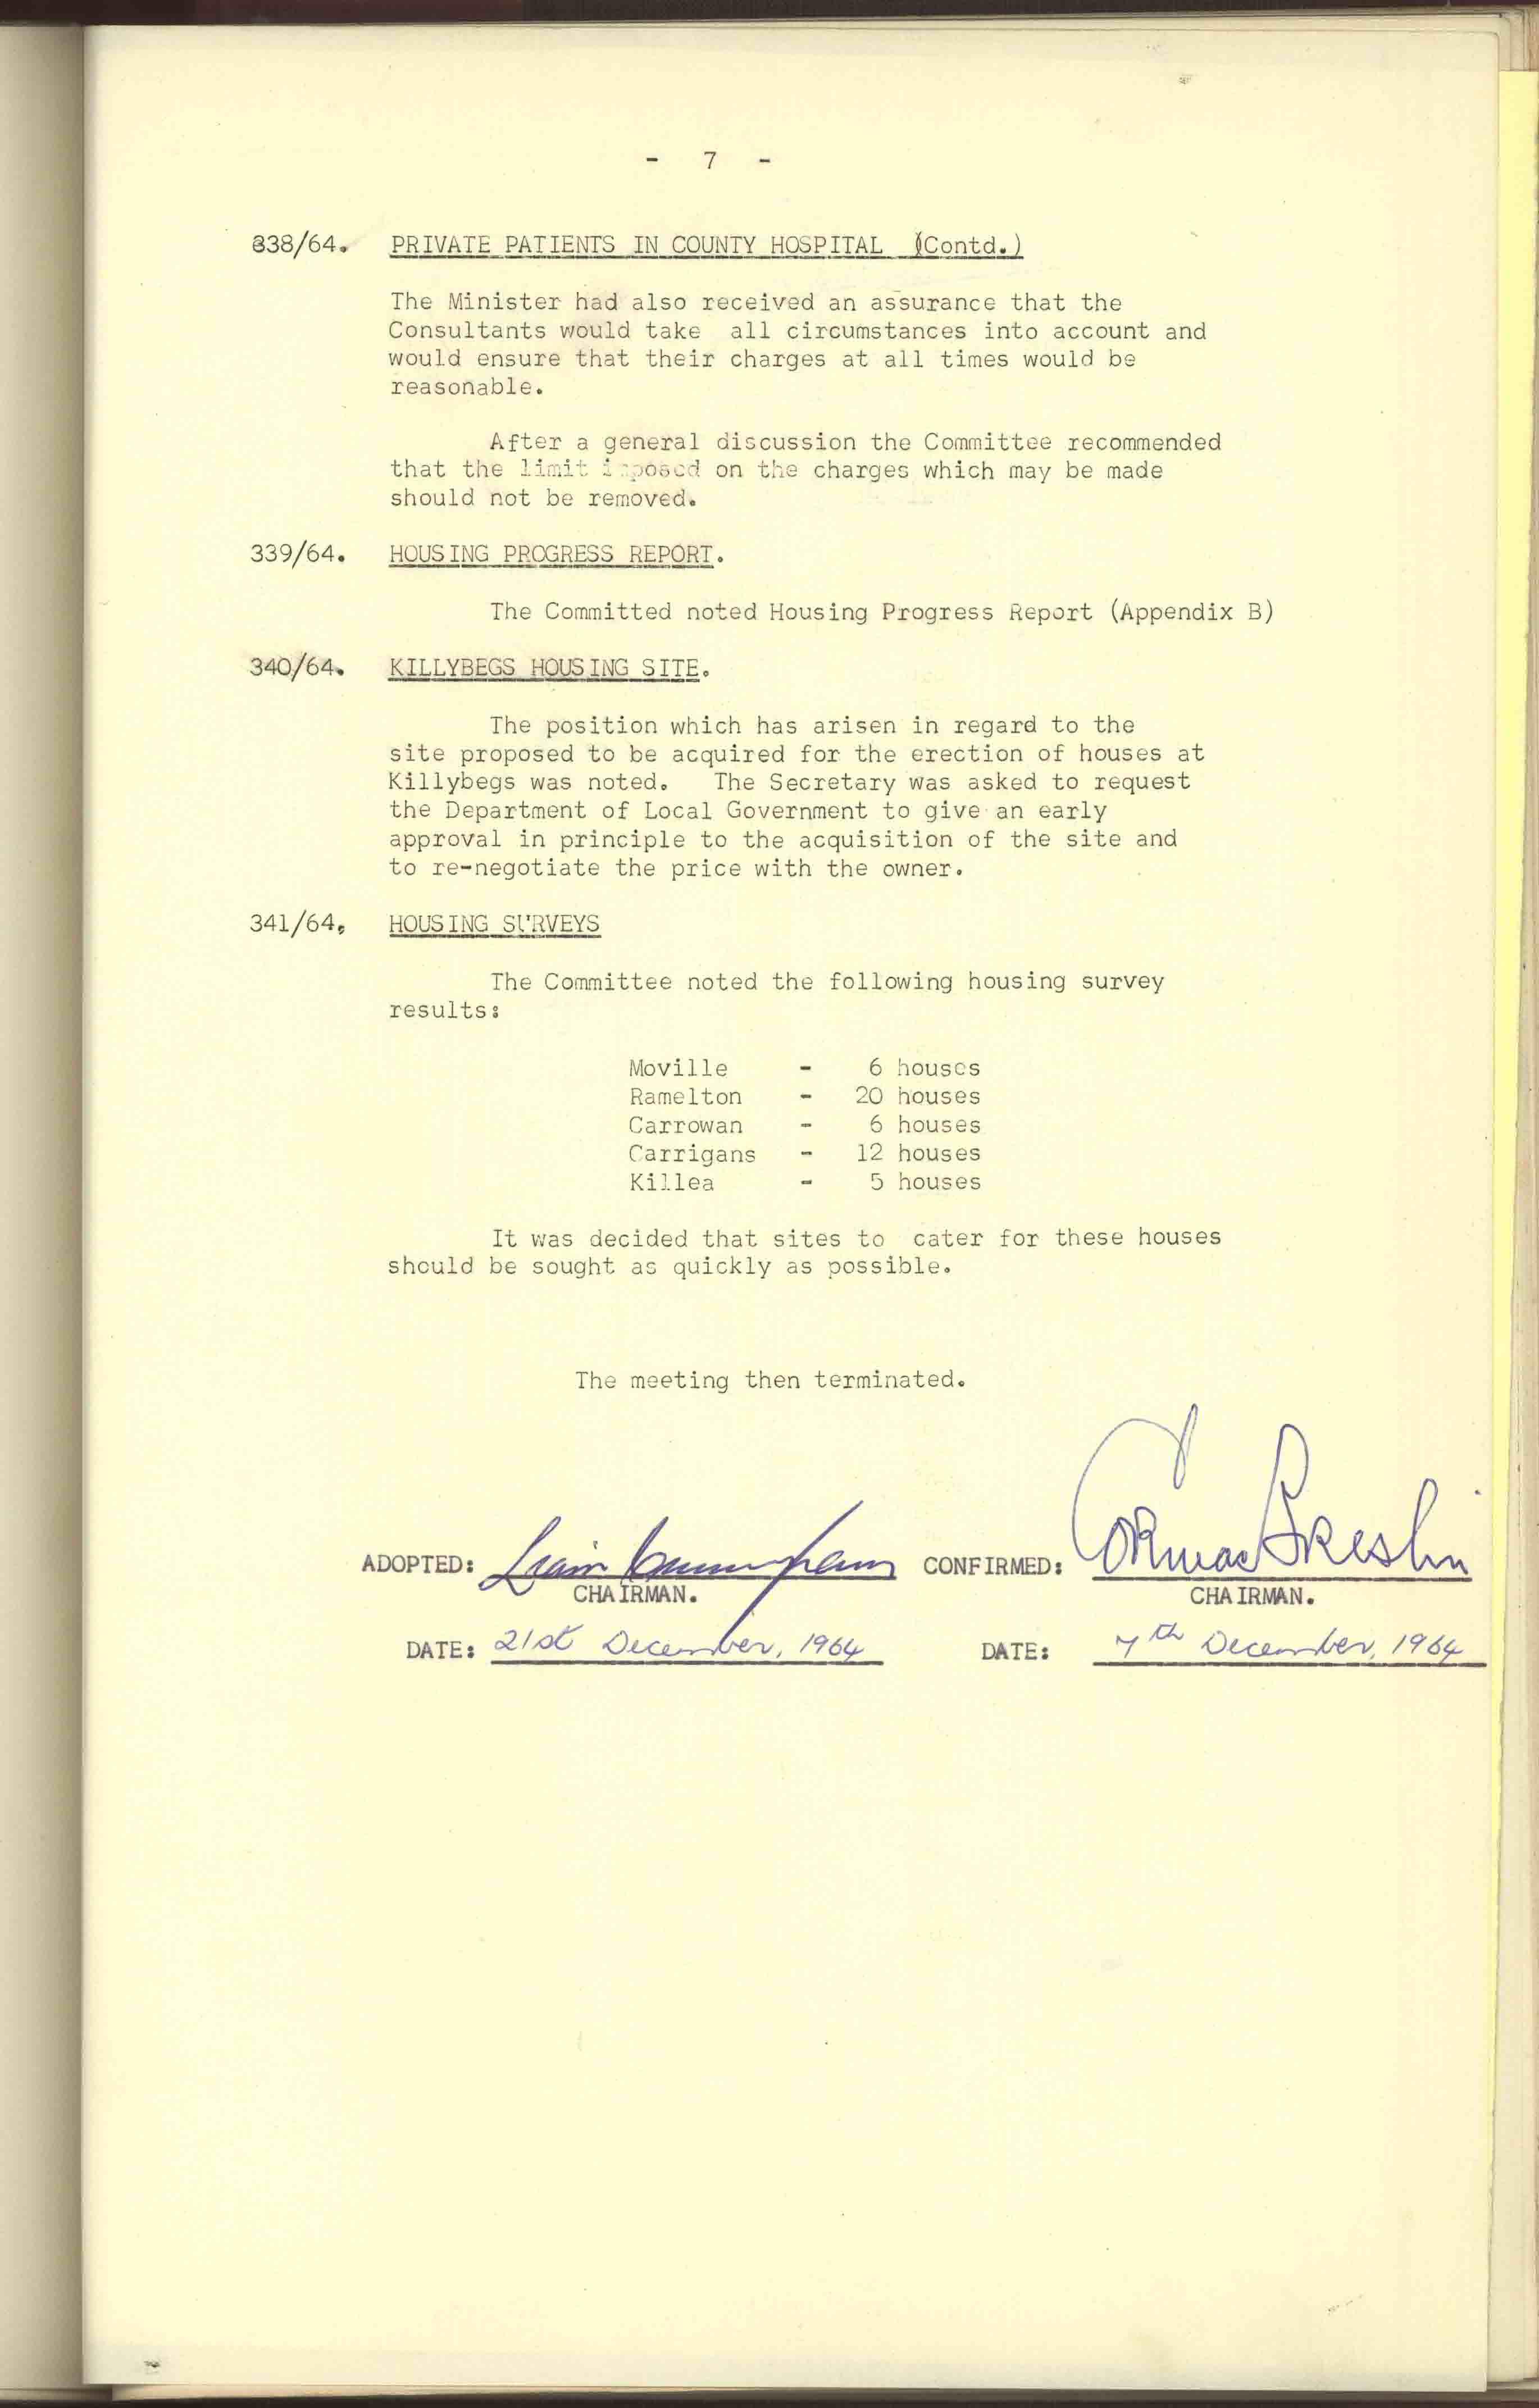 - 7 -
338/64. PRIVATE PATIENTS IN COUNTY HOSPITAL (Contd.)
The Minister had also received an assurance that the
Consultants would take all circumstances into account and
would ensure that their charges at all times would be
reasonable.
After a general discussion the Committee recommended
that the limit imposed on the charges which may be made
should not be removed.
339/64. HOUSING PROGRESS REPORT.
The Committed noted Housing Progress Report (Appendix B)
340/64. KILLYBEGS HOUSING SITE.
The position which has arisen in regard to the
site proposed to be acquired for the erection of houses at
Killybegs was noted. The Secretary was asked to request
the Department of Local Government to give an early
approval in principle to the acquisition of the site and
to re-negotiate the price with the owner.
341/64. HOUSING SURVEYS
The Committee noted the following housing survey
results:
Moville - 6 houses
Ramelton - 20 houses
Carrowan - 6 houses
Carrigans - 12 houses
Killea - 5 houses
It was decided that sites to cater for these houses
should be sought as quickly as possible.
The meeting then terminated.
ADOPTED: Liam Cunningham CONFIRMED: Cormac Breslin
CHAIRMAN. CHAIRMAN.
DATE: 21st December, 1964 DATE: 7th December, 1964